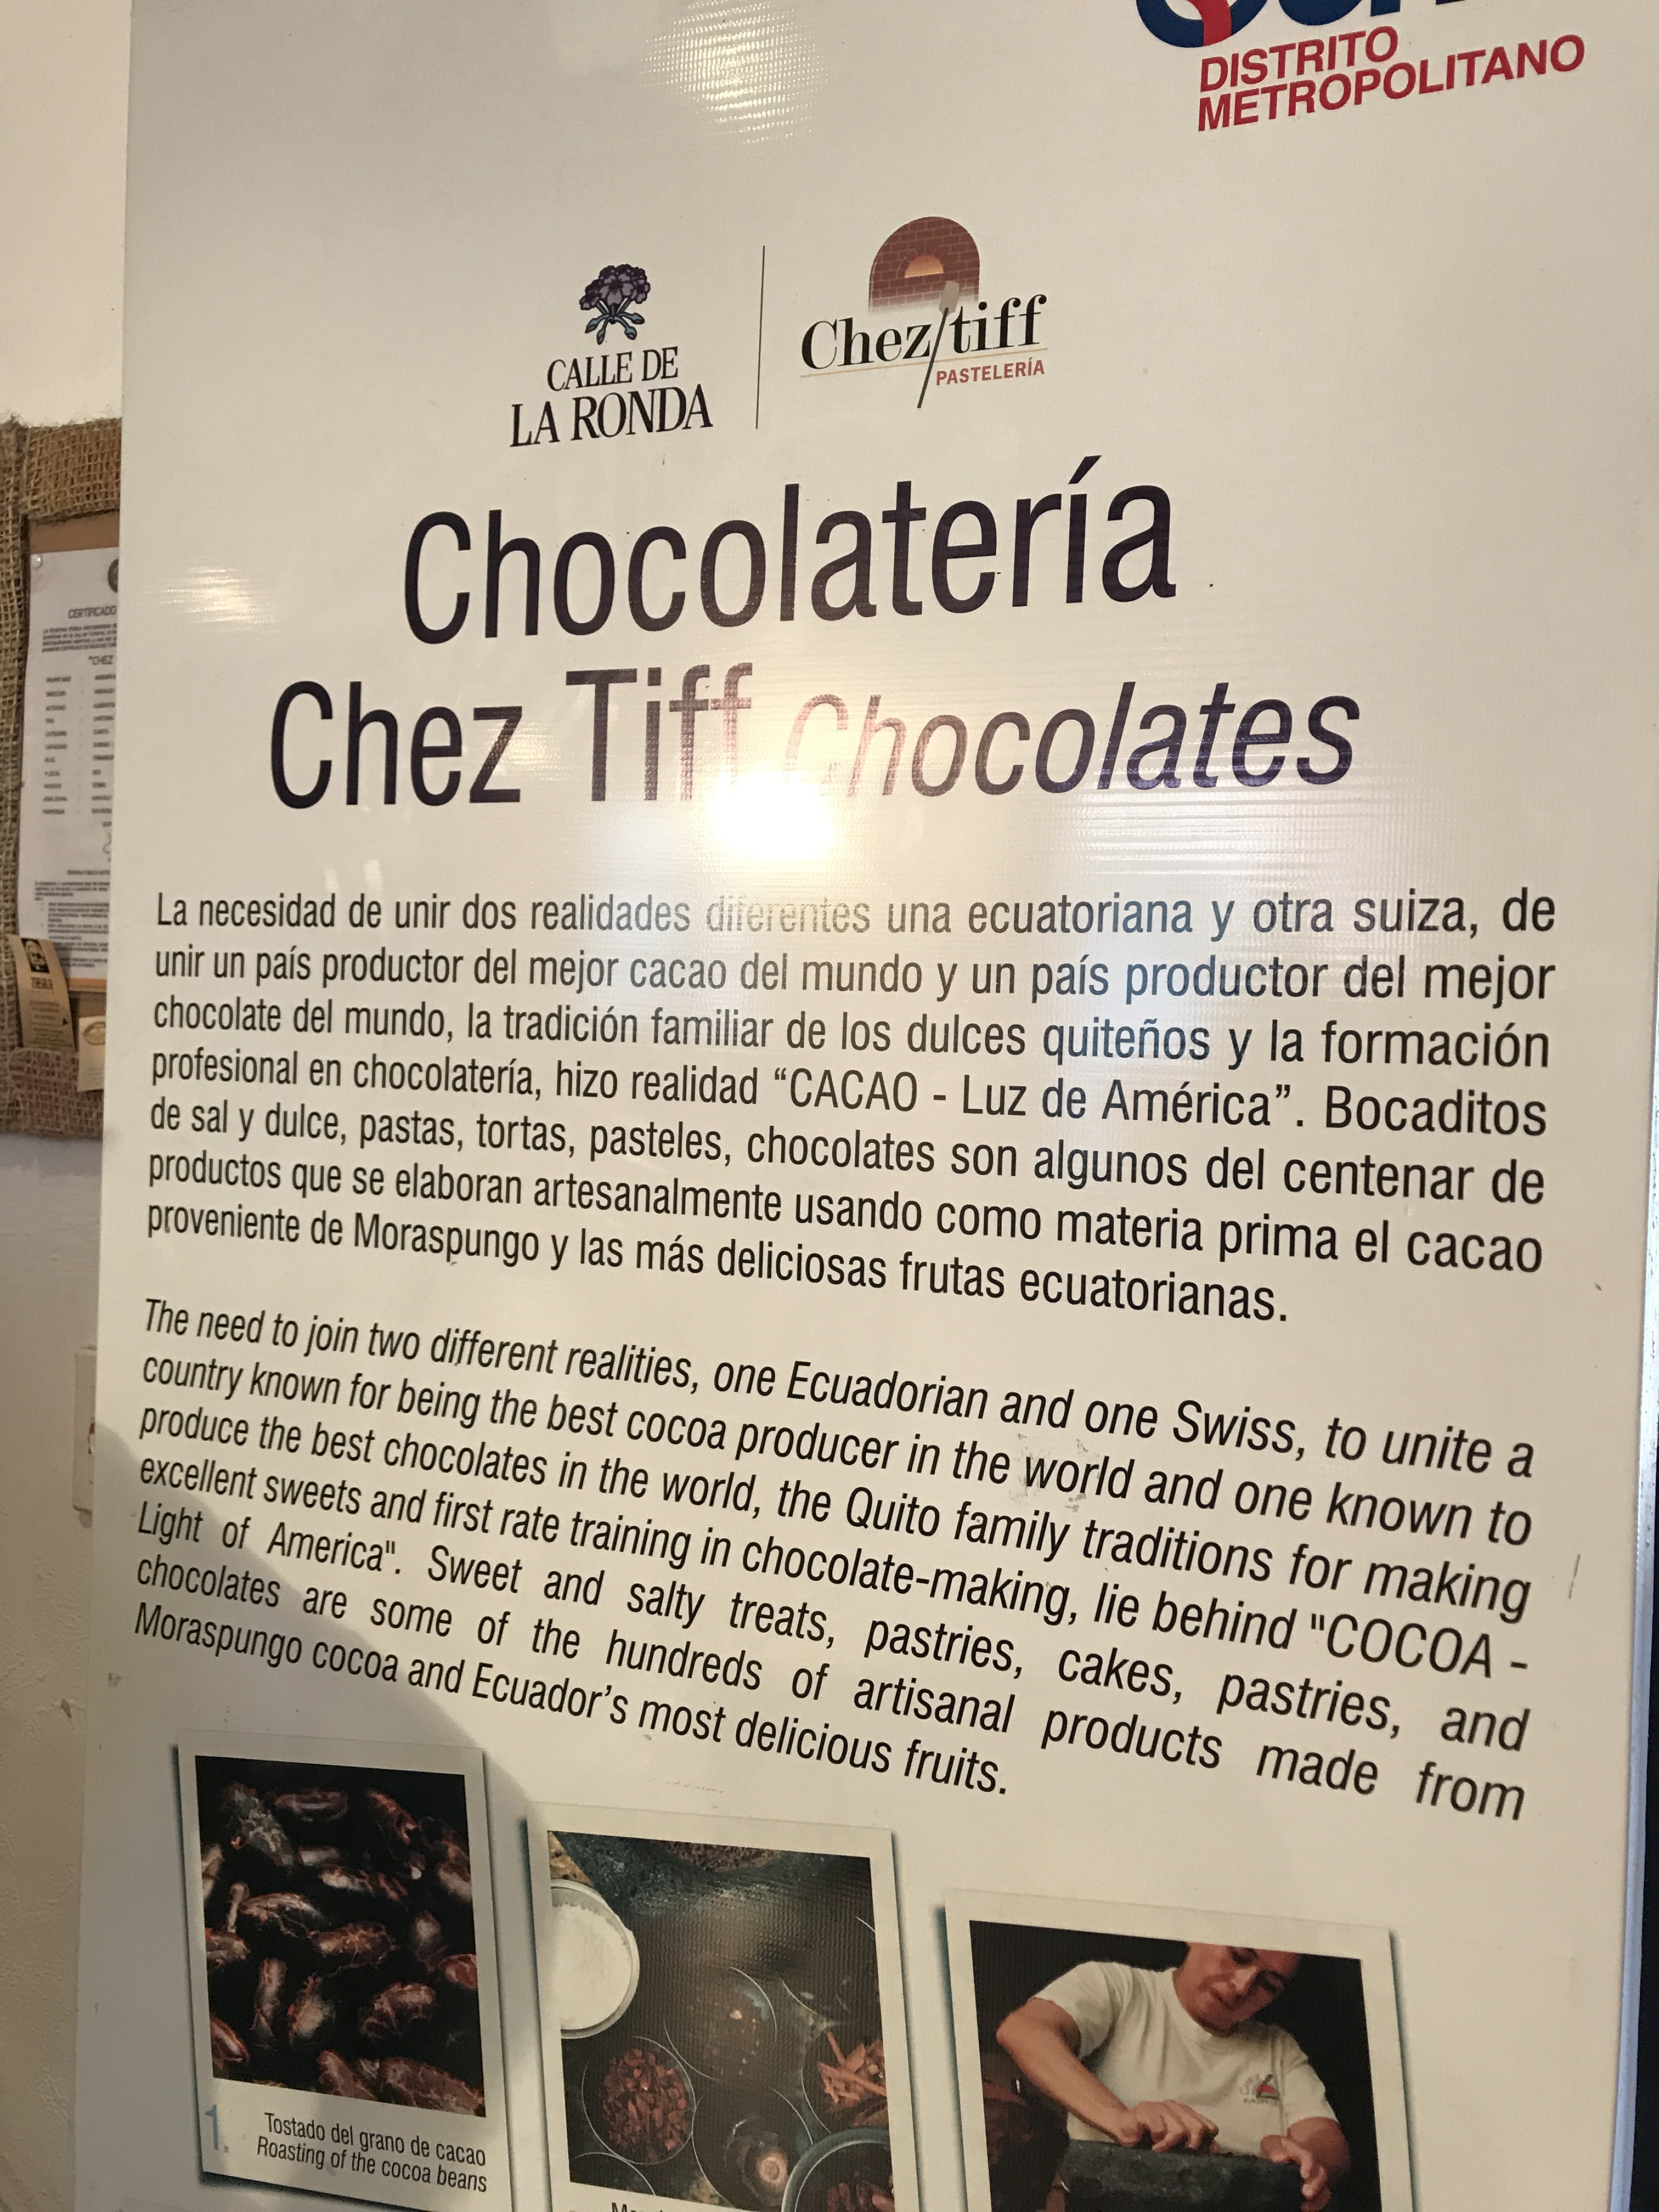 DISTRITO
METROPOLITANO
CALLE DE
LA RONDA
Chez tiff
PASTELERÍA
Chocolatería
Chez Tiff Chocolates
La necesidad de unir dos realidades diferentes una ecuatoriana y otra suiza, de
unir un país productor del mejor cacao del mundo y un país productor del mejor
chocolate del mundo, la tradición familiar de los dulces quiteños y la formación
profesional en chocolatería, hizo realidad “CACAO - Luz de América”. Bocaditos
de sal y dulce, pastas, tortas, pasteles, chocolates son algunos del centenar de
productos que se elaboran artesanalmente usando como materia prima el cacao
proveniente de Moraspungo y las más deliciosas frutas ecuatorianas.
The need to join two different realities, one Ecuadorian and one Swiss, to unite a
country known for being the best cocoa producer in the world and one known to
produce the best chocolates in the world, the Quito family traditions for making
excellent sweets and first rate training in chocolate-making, lie behind "COCOA -
Light of America". Sweet and salty treats, pastries, cakes, pastries, and
chocolates are some of the hundreds of artisanal products made from
Moraspungo cocoa and Ecuador’s most delicious fruits.
1.
Tostado del grano de cacao
Roasting of the cocoa beans
CERTIFICADO
"CHEZ